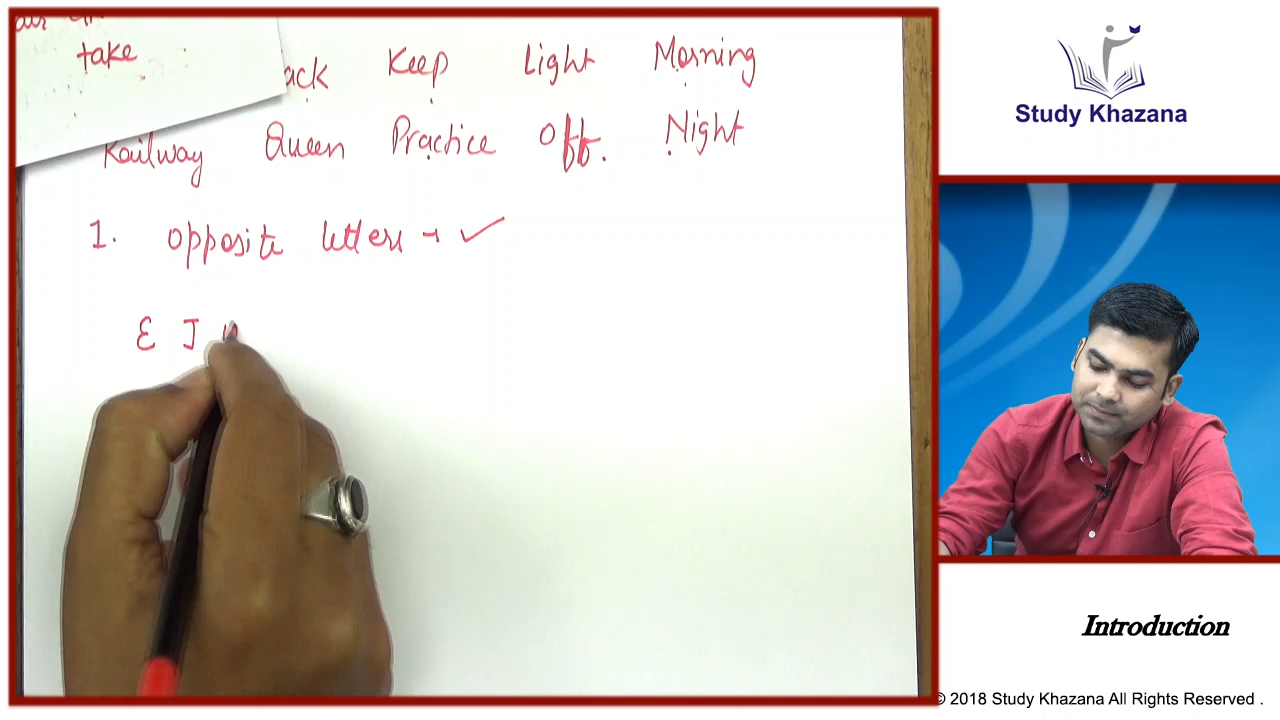 take
ack Keep Light Morning
Railway Queen Practice Off. Night
1. Opposite letters → ✓
E J
Study Khazana
Introduction
© 2018 Study Khazana All Rights Reserved .